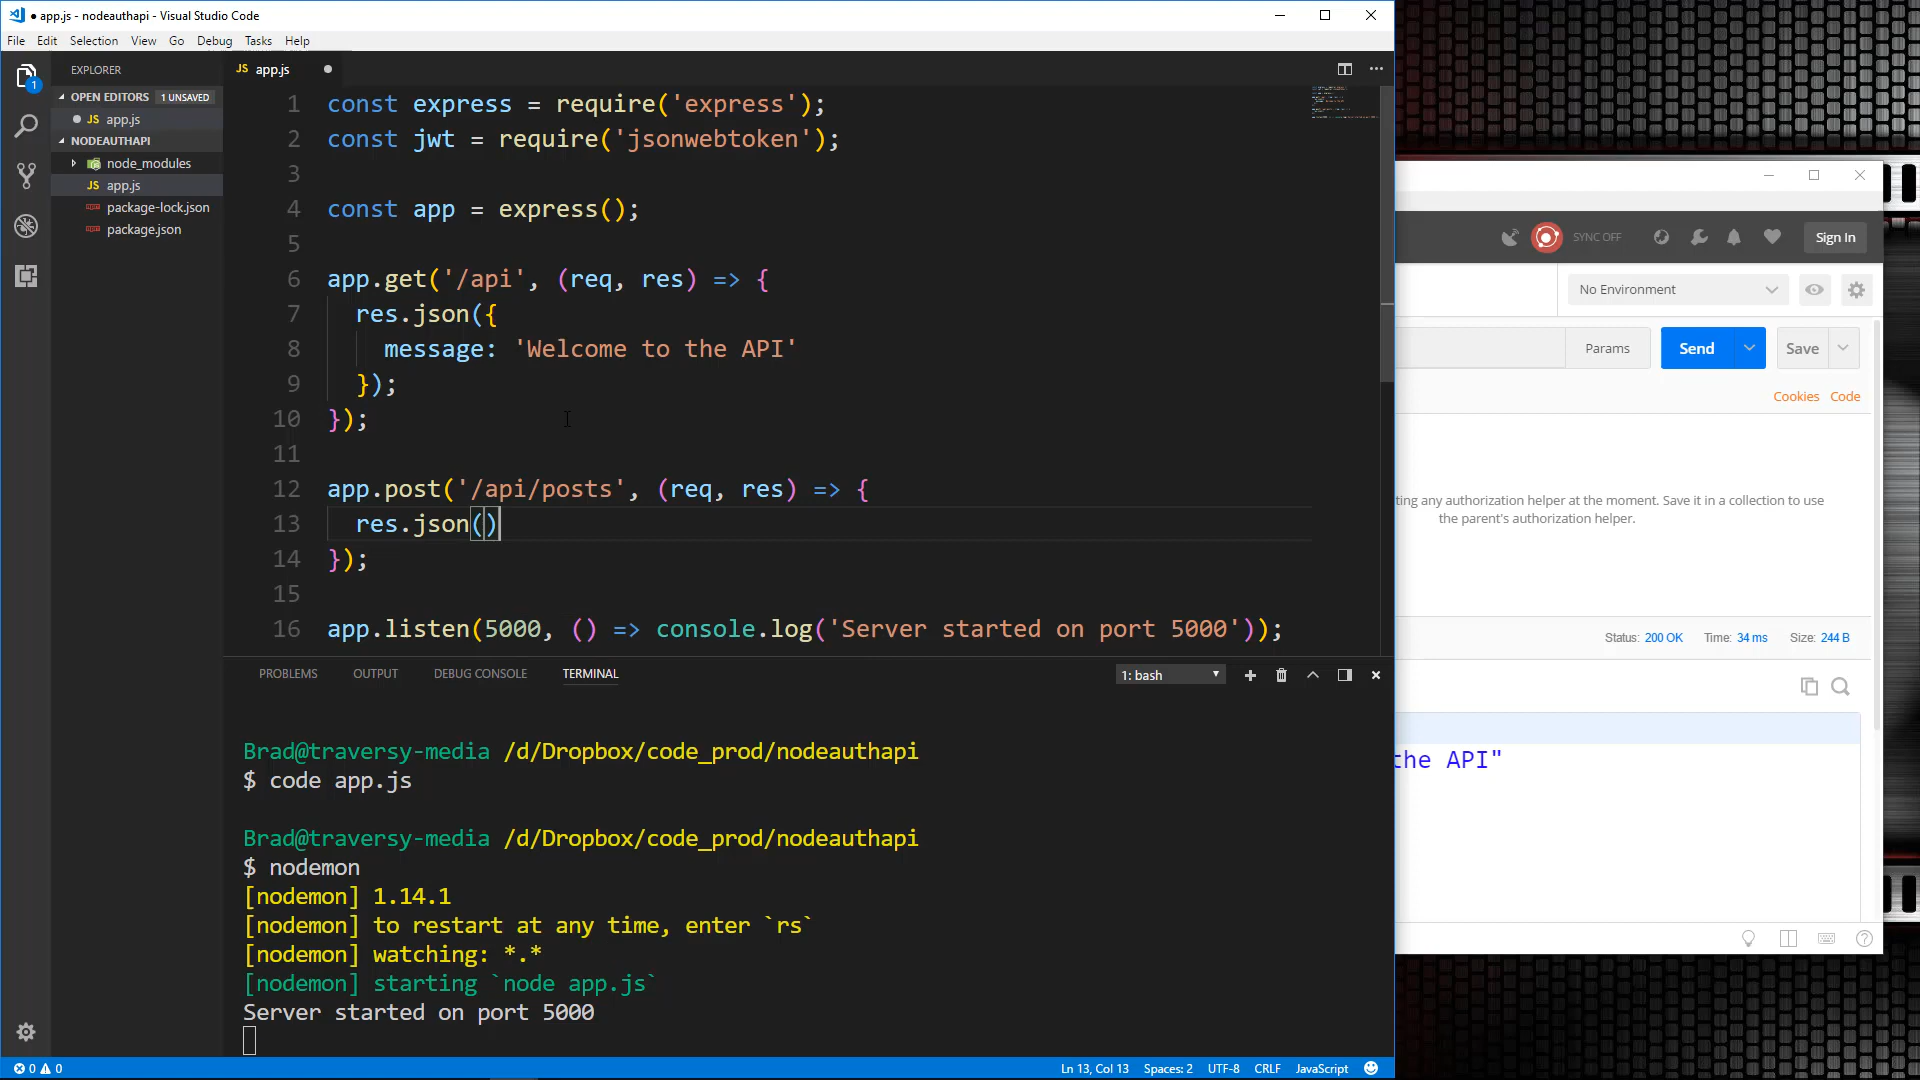 ● app.js - nodeauthapi - Visual Studio Code
File Edit Selection View Go Debug Tasks Help
1
EXPLORER
OPEN EDITORS 1 UNSAVED
JS app.js
NODEAUTHAPI
node_modules
JS app.js
package-lock.json
package.json
JS app.js
1 const express = require('express');
2 const jwt = require('jsonwebtoken');
3
4 const app = express();
5
6 app.get('/api', (req, res) => {
7 res.json({
8 message: 'Welcome to the API'
9 });
10 });
11
12 app.post('/api/posts', (req, res) => {
13 res.json()
14 });
15
16 app.listen(5000, () => console.log('Server started on port 5000'));
PROBLEMS OUTPUT DEBUG CONSOLE TERMINAL
1: bash
Brad@traversy-media /d/Dropbox/code_prod/nodeauthapi
$ code app.js
Brad@traversy-media /d/Dropbox/code_prod/nodeauthapi
$ nodemon
[nodemon] 1.14.1
[nodemon] to restart at any time, enter `rs`
[nodemon] watching: *.*
[nodemon] starting `node app.js`
Server started on port 5000
0 0
Ln 13, Col 13 Spaces: 2 UTF-8 CRLF JavaScript
SYNC OFF Sign In
No Environment
Params Send Save
Cookies Code
ting any authorization helper at the moment. Save it in a collection to use
the parent's authorization helper.
Status: 200 OK Time: 34 ms Size: 244 B
the API"